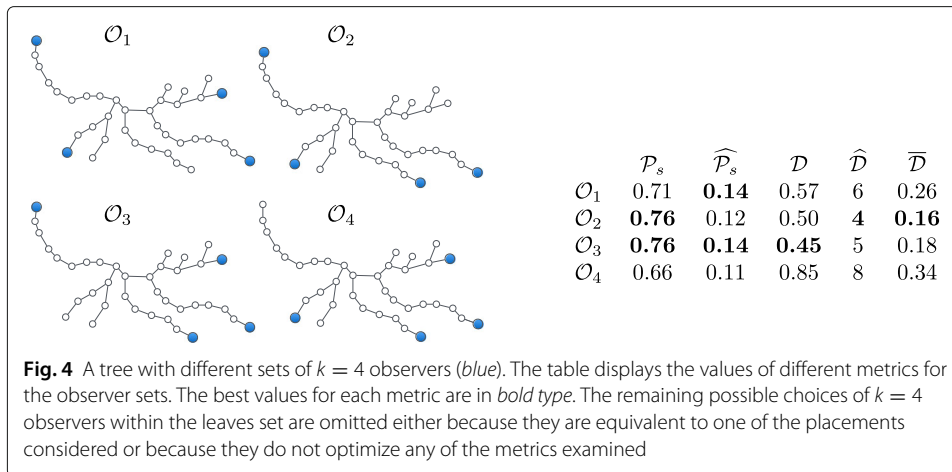 𝒪₁
𝒪₂
𝒪₃
𝒪₄
𝒫ₛ 𝒫ₛ̂ 𝒟 𝒟̂ 𝒟̅
𝒪₁ 0.71 0.14 0.57 6 0.26
𝒪₂ 0.76 0.12 0.50 4 0.16
𝒪₃ 0.76 0.14 0.45 5 0.18
𝒪₄ 0.66 0.11 0.85 8 0.34
Fig. 4 A tree with different sets of k = 4 observers (blue). The table displays the values of different metrics for
the observer sets. The best values for each metric are in bold type. The remaining possible choices of k = 4
observers within the leaves set are omitted either because they are equivalent to one of the placements
considered or because they do not optimize any of the metrics examined